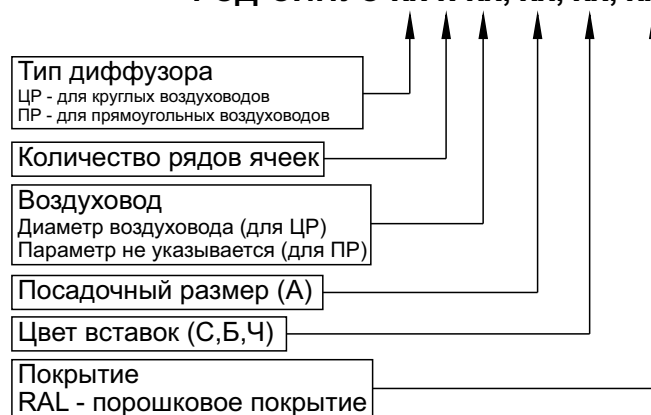 Тип диффузора
ЦР - для круглых воздуховодов
ПР - для прямоугольных воздуховодов
Количество рядов ячеек
Воздуховод
Диаметр воздуховода (для ЦР)
Параметр не указывается (для ПР)
Посадочный размер (А)
Цвет вставок (С,Б,Ч)
Покрытие
RAL - порошковое покрытие